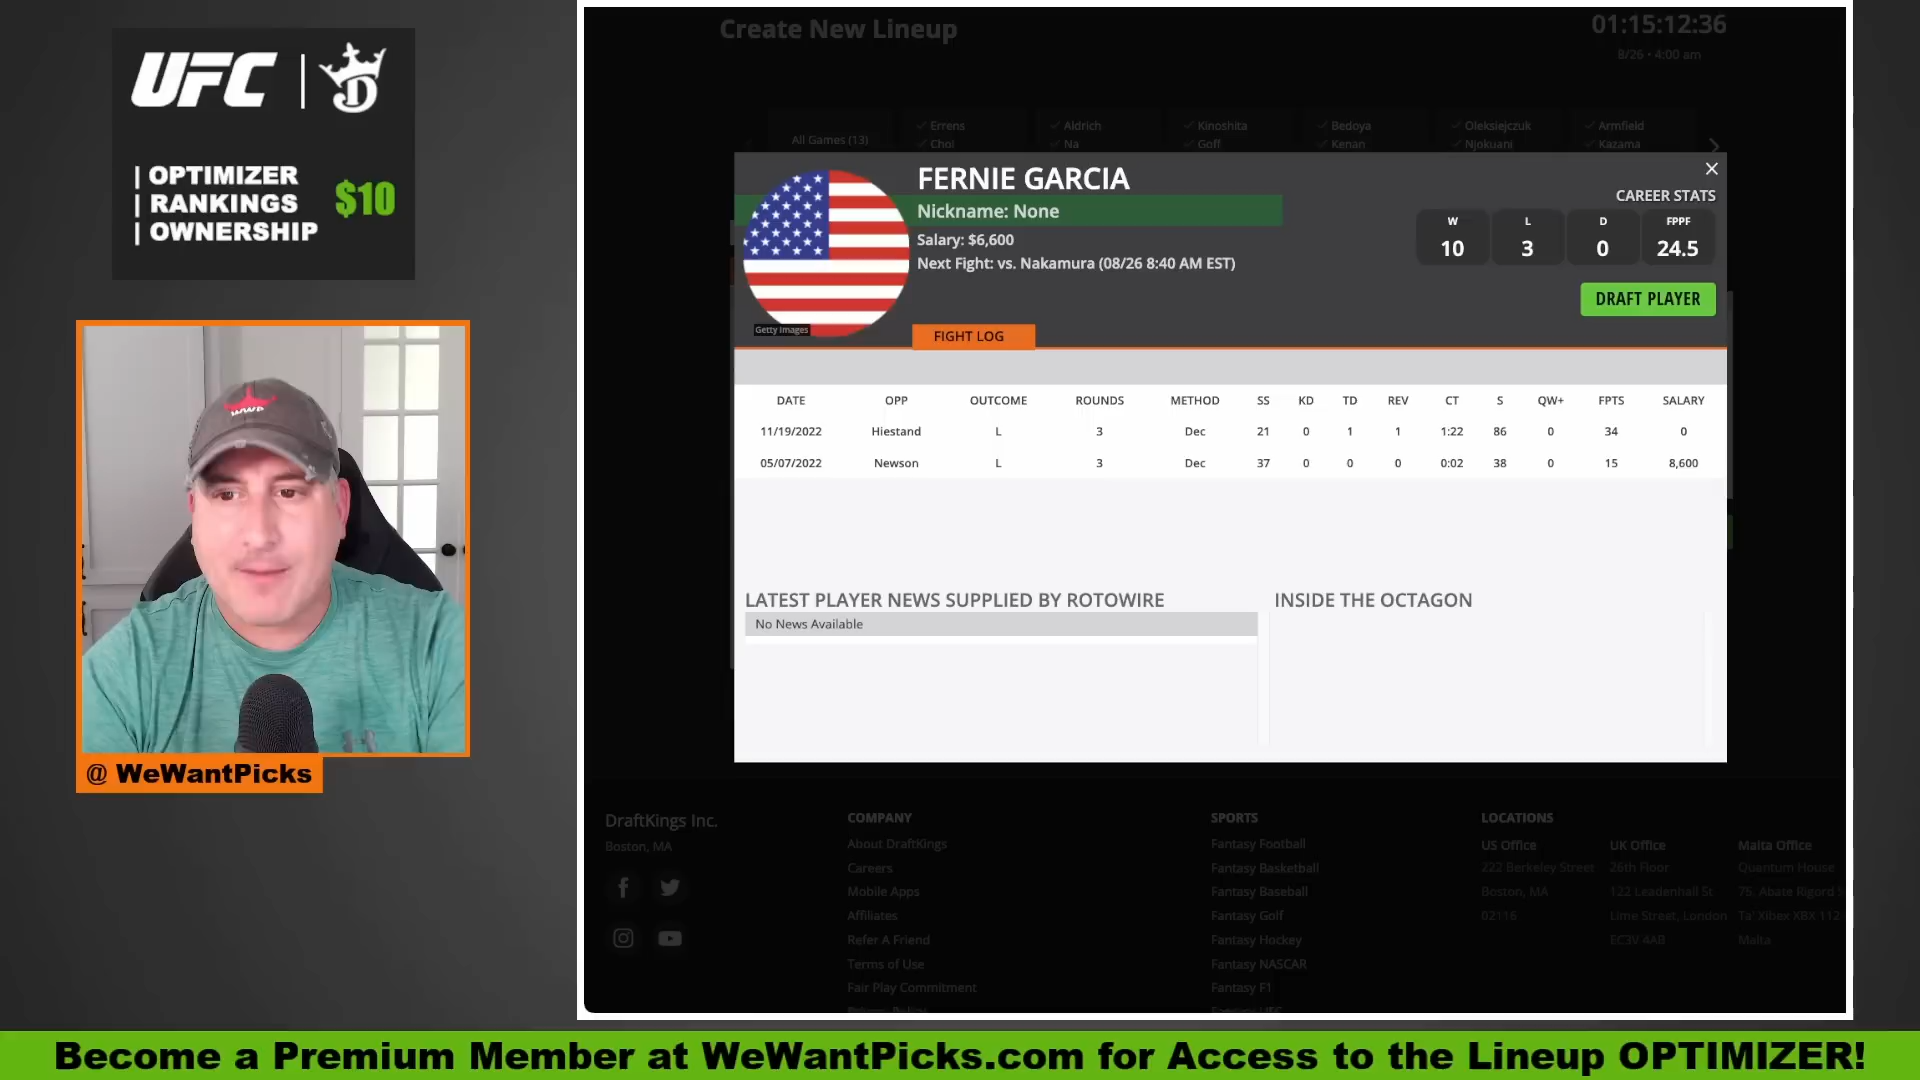 UFC
| OPTIMIZER
| RANKINGS
| OWNERSHIP
$10
WWP
@ WeWantPicks
Create New Lineup
01:15:12:36
8/26 • 4:00 am
All Games (13)
Errens
Choi
Aldrich
Na
Kinoshita
Goff
Bedoya
Kenan
Oleksiejczuk
Njokuani
Armfield
Kazama
FERNIE GARCIA
Nickname: None
Salary: $6,600
Next Fight: vs. Nakamura (08/26 8:40 AM EST)
Getty Images
CAREER STATS
W L D FPPF
10 3 0 24.5
DRAFT PLAYER
FIGHT LOG
DATE OPP OUTCOME ROUNDS METHOD SS KD TD REV CT S QW+ FPTS SALARY
11/19/2022 Hiestand L 3 Dec 21 0 1 1 1:22 86 0 34 0
05/07/2022 Newson L 3 Dec 37 0 0 0 0:02 38 0 15 8,600
LATEST PLAYER NEWS SUPPLIED BY ROTOWIRE
No News Available
INSIDE THE OCTAGON
DraftKings Inc.
Boston, MA
COMPANY
About DraftKings
Careers
Mobile Apps
Affiliates
Refer A Friend
Terms of Use
Fair Play Commitment
SPORTS
Fantasy Football
Fantasy Basketball
Fantasy Baseball
Fantasy Golf
Fantasy Hockey
Fantasy NASCAR
Fantasy F1
LOCATIONS
US Office
222 Berkeley Street
Boston, MA
02116
UK Office
26th Floor
122 Leadenhall St
Lime Street, London
EC3V 4AB
Malta Office
Quantum House
75, Abate Rigord
Ta' Xibex XBX 112
Malta
Become a Premium Member at WeWantPicks.com for Access to the Lineup OPTIMIZER!